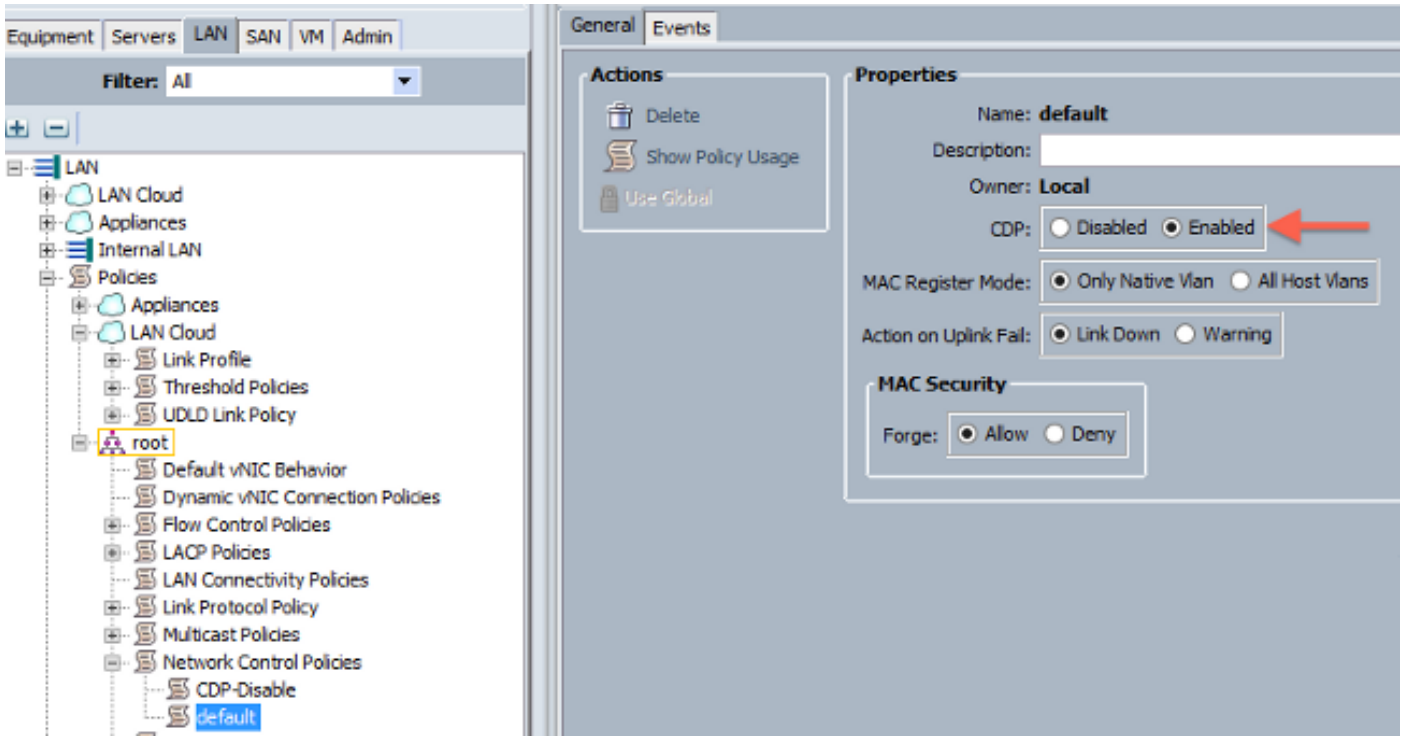 Equipment Servers LAN SAN VM Admin
Filter: All
LAN
LAN Cloud
Appliances
Internal LAN
Policies
Appliances
LAN Cloud
Link Profile
Threshold Policies
UDLD Link Policy
root
Default vNIC Behavior
Dynamic vNIC Connection Policies
Flow Control Policies
LACP Policies
LAN Connectivity Policies
Link Protocol Policy
Multicast Policies
Network Control Policies
CDP-Disable
default
General Events
Actions
Delete
Show Policy Usage
Use Global
Properties
Name: default
Description:
Owner: Local
CDP: Disabled Enabled
MAC Register Mode: Only Native Vlan All Host Vlans
Action on Uplink Fail: Link Down Warning
MAC Security
Forge: Allow Deny